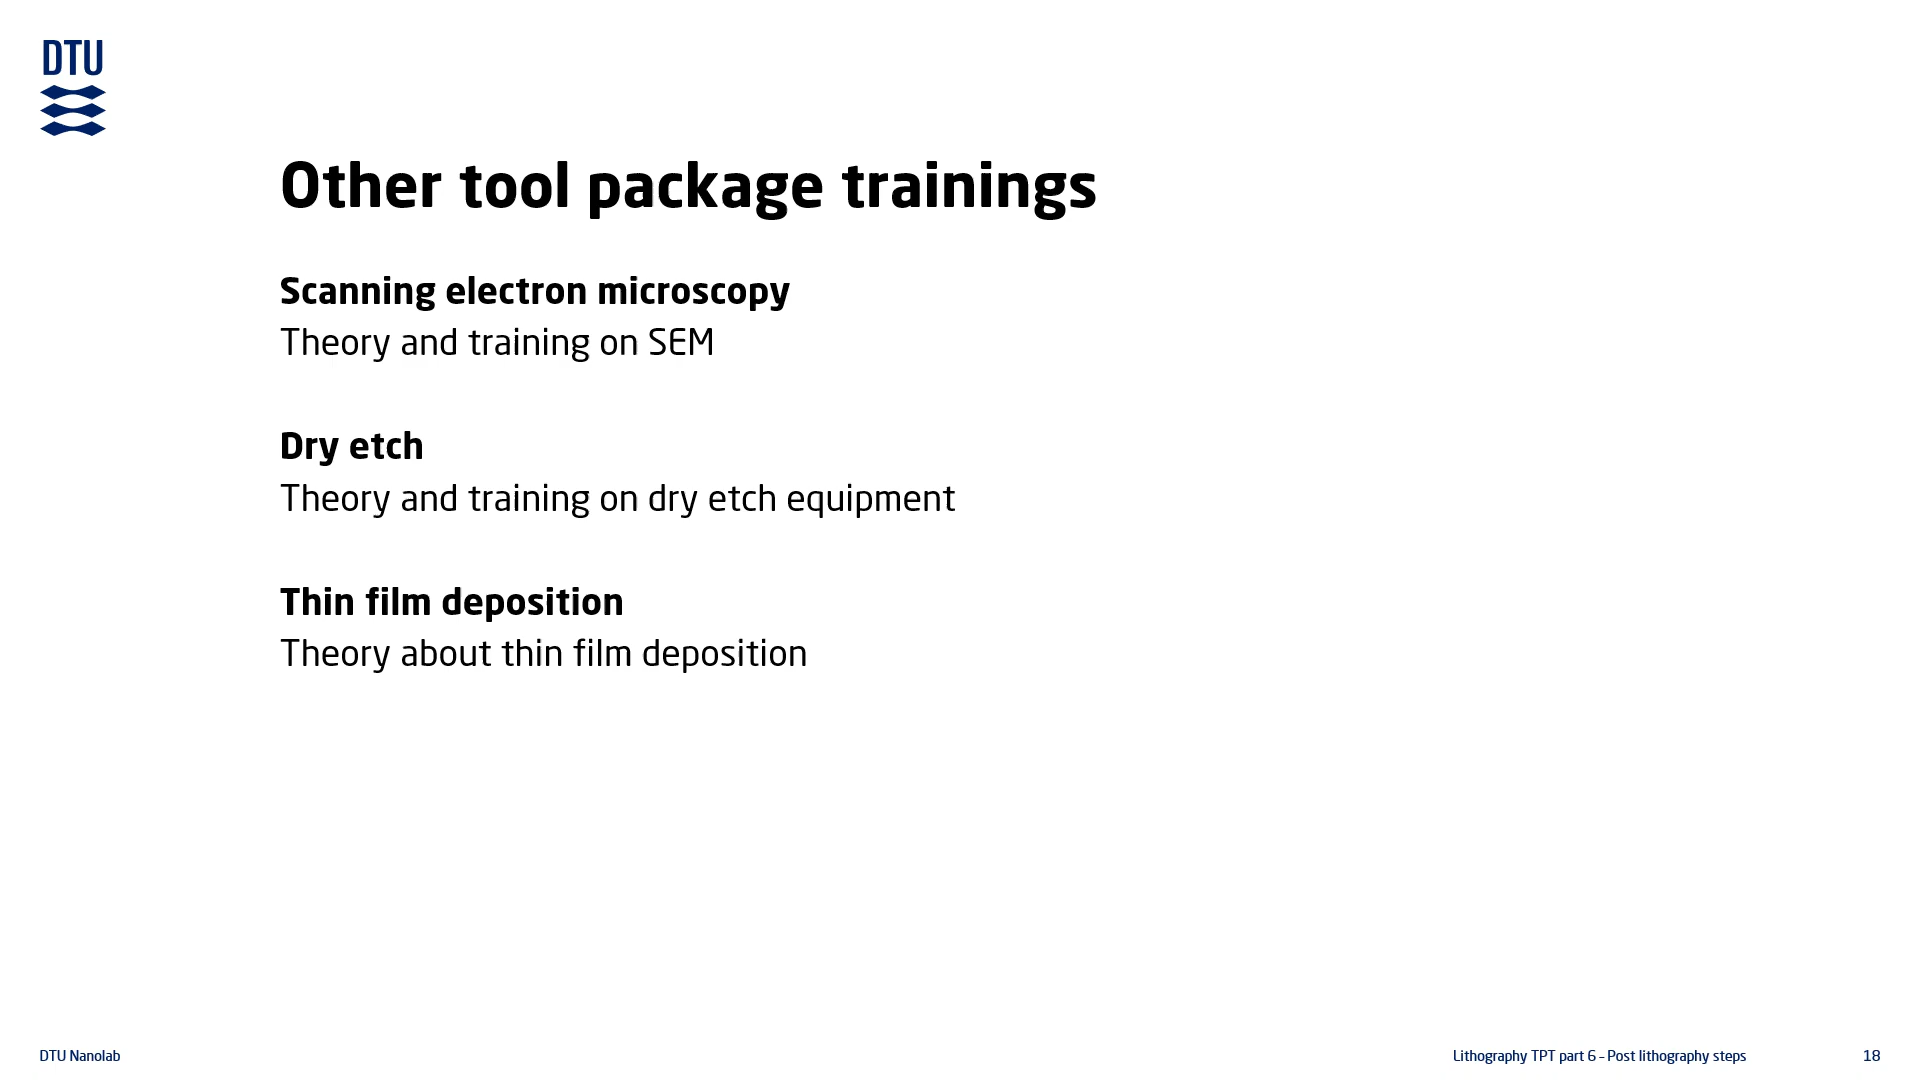 DTU
Other tool package trainings
Scanning electron microscopy
Theory and training on SEM
Dry etch
Theory and training on dry etch equipment
Thin film deposition
Theory about thin film deposition
DTU Nanolab
Lithography TPT part 6 – Post lithography steps
18